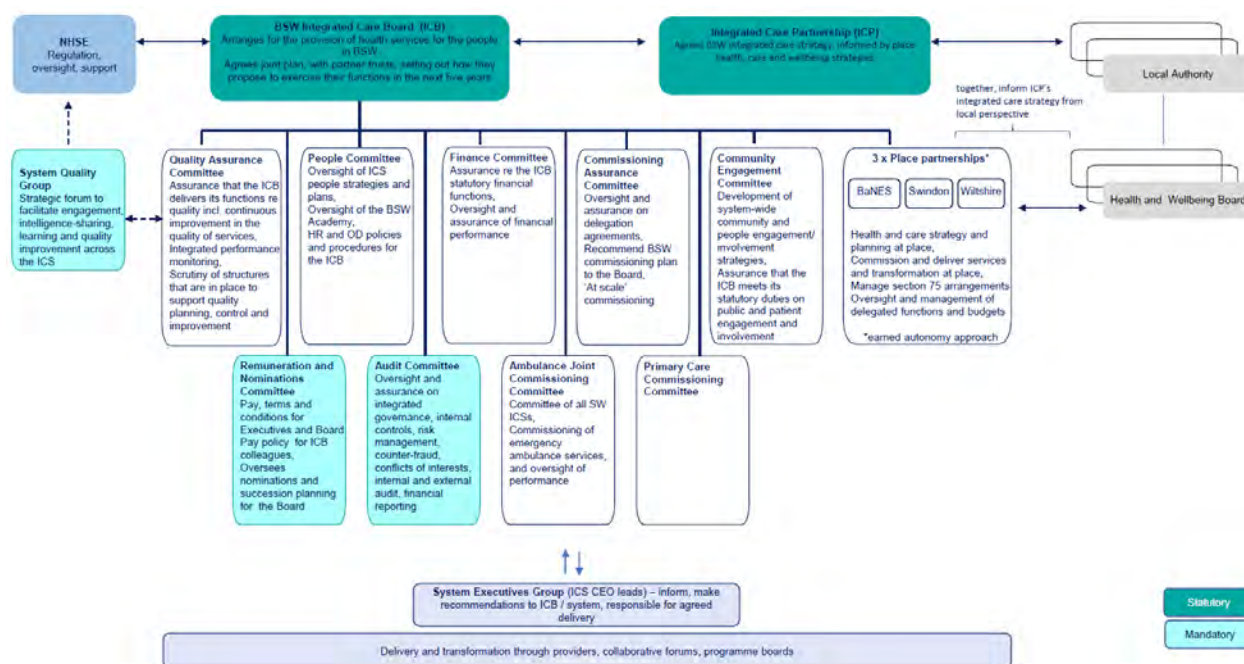 NHSE
Regulation,
oversight, support
BSW Integrated Care Board (ICB)
Arranges for the provision of health services for the people
in BSW.
Agrees joint plan, with partner trusts, setting out how they
propose to exercise their functions in the next five years
Integrated Care Partnership (ICP)
Agrees BSW integrated care strategy, informed by place
health, care and wellbeing strategies
Local Authority
together, inform ICP's
integrated care strategy from
local perspective
Health and Wellbeing Board
System Quality
Group
Strategic forum to
facilitate engagement,
intelligence-sharing,
learning and quality
improvement across
the ICS
Quality Assurance
Committee
Assurance that the ICB
delivers its functions re
quality incl. continuous
improvement in the
quality of services,
Integrated performance
monitoring,
Scrutiny of structures
that are in place to
support quality
planning, control and
improvement
People Committee
Oversight of ICS
people strategies and
plans,
Oversight of the BSW
Academy,
HR and OD policies
and procedures for
the ICB
Finance Committee
Assurance re the ICB
statutory financial
functions,
Oversight and
assurance of financial
performance
Commissioning
Assurance
Committee
Oversight and
assurance on
delegation
agreements,
Recommend BSW
commissioning plan
to the Board,
'At scale'
commissioning
Community
Engagement
Committee
Development of
system-wide
community and
people engagement/
involvement
strategies,
Assurance that the
ICB meets its
statutory duties on
public and patient
engagement and
involvement
3 x Place partnerships*
BaNES
Swindon
Wiltshire
Health and care strategy and
planning at place,
Commission and deliver services
and transformation at place,
Manage section 75 arrangements
Oversight and management of
delegated functions and budgets
*earned autonomy approach
Remuneration and
Nominations
Committee
Pay, terms and
conditions for
Executives and Board
Pay policy for ICB
colleagues,
Oversees
nominations and
succession planning
for the Board
Audit Committee
Oversight and
assurance on
integrated
governance, internal
controls, risk
management,
counter-fraud,
conflicts of interests,
internal and external
audit, financial
reporting
Ambulance Joint
Commissioning
Committee
Committee of all SW
ICSs,
Commissioning of
emergency
ambulance services,
and oversight of
performance
Primary Care
Commissioning
Committee
System Executives Group (ICS CEO leads) – inform, make
recommendations to ICB / system, responsible for agreed
delivery
Delivery and transformation through providers, collaborative forums, programme boards
Statutory
Mandatory